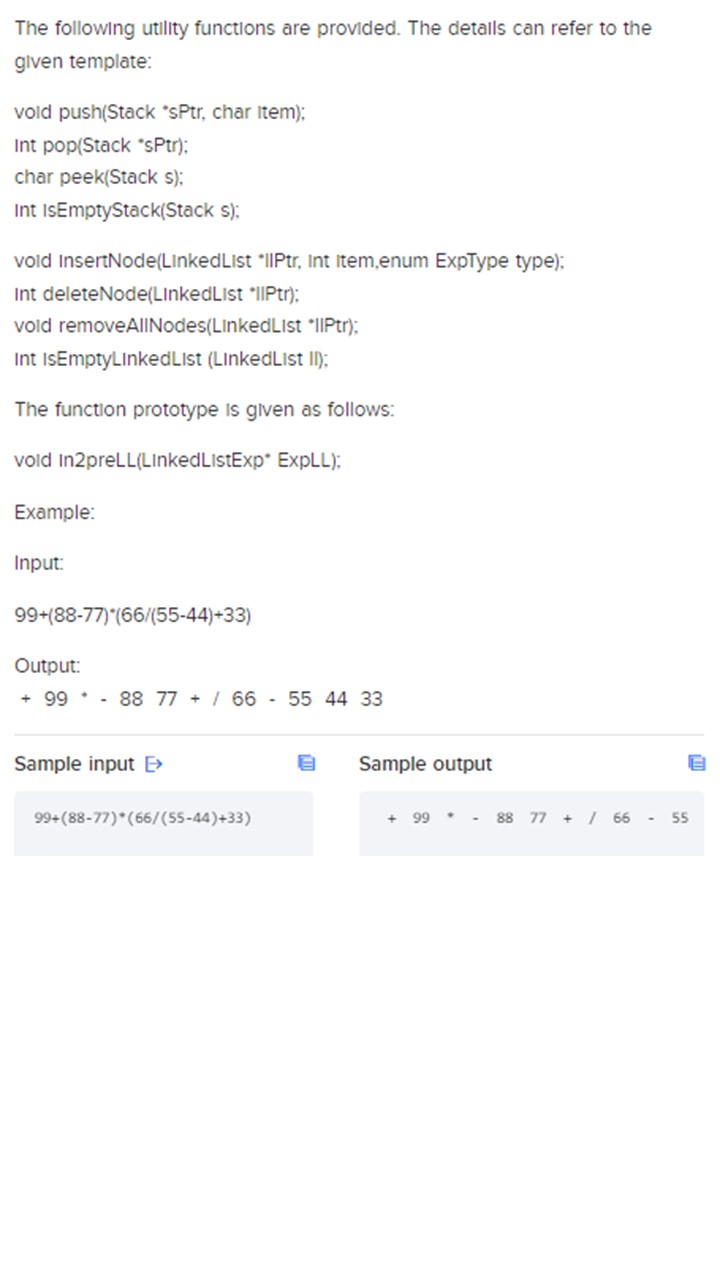 The following utility functions are provided. The details can refer to the
given template:
void push(Stack *sPtr, char item);
int pop(Stack *sPtr);
char peek(Stack s);
int isEmptyStack(Stack s);
void insertNode(LinkedList *llPtr, int item,enum ExpType type);
int deleteNode(LinkedList *llPtr);
void removeAllNodes(LinkedList *llPtr);
int isEmptyLinkedList (LinkedList ll);
The function prototype is given as follows:
void in2preLL(LinkedListExp* ExpLL);
Example:
Input:
99+(88-77)*(66/(55-44)+33)
Output:
+ 99 * - 88 77 + / 66 - 55 44 33
Sample input
Sample output
99+(88-77)*(66/(55-44)+33)
+ 99 * - 88 77 + / 66 - 55